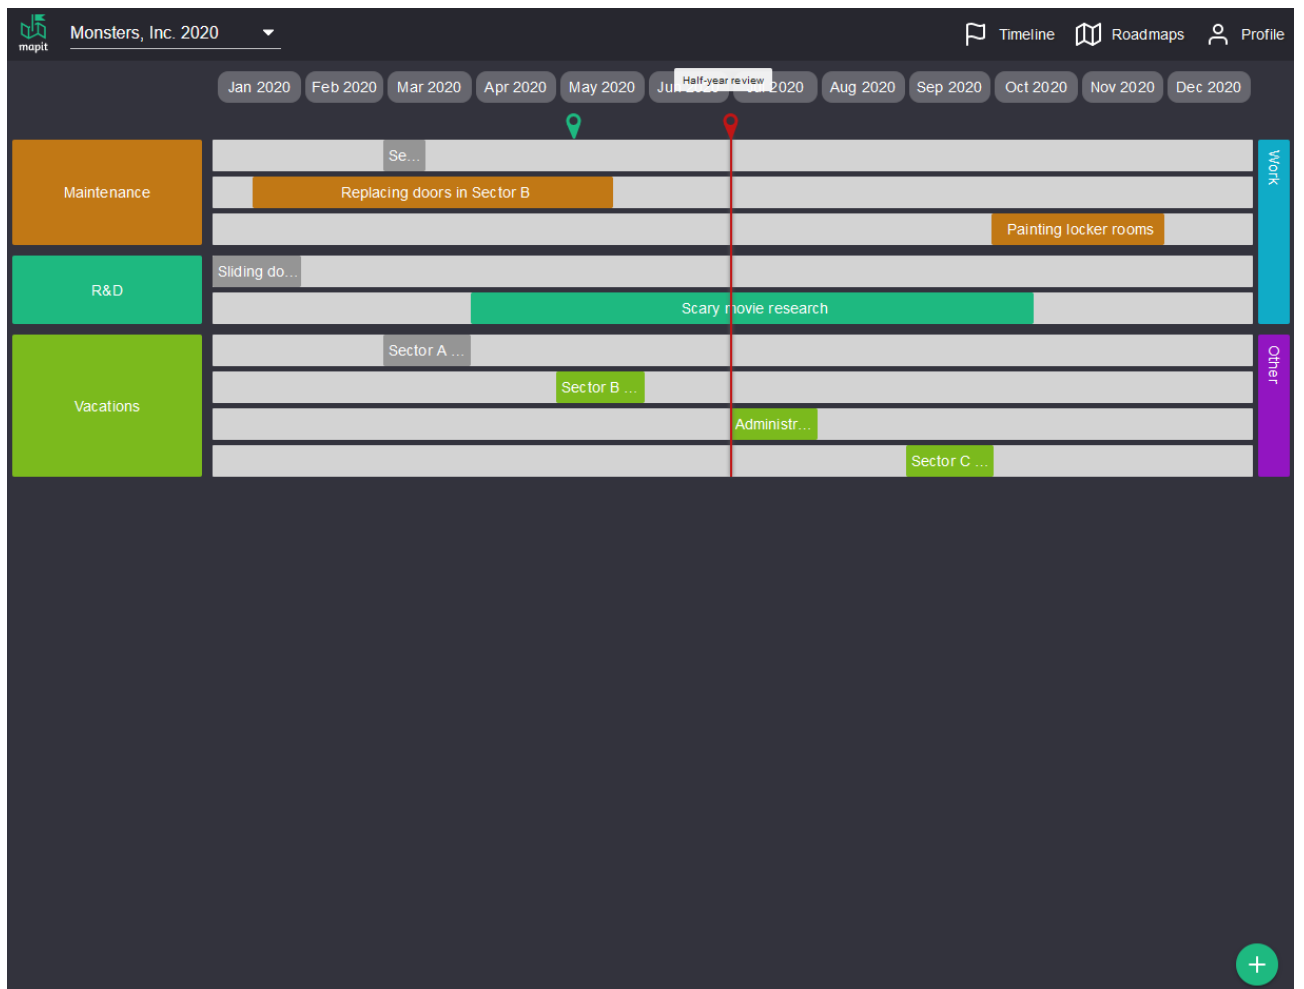 mapit
Monsters, Inc. 2020
Timeline
Roadmaps
Profile
Half-year review
Jan 2020 Feb 2020 Mar 2020 Apr 2020 May 2020 2020 Aug 2020 Sep 2020 Oct 2020 Nov 2020 Dec 2020
Maintenance
Se...
Replacing doors in Sector B
Painting locker rooms
Work
R&D
Sliding do...
Scary movie research
Vacations
Sector A ...
Sector B ...
Administr...
Sector C ...
Other